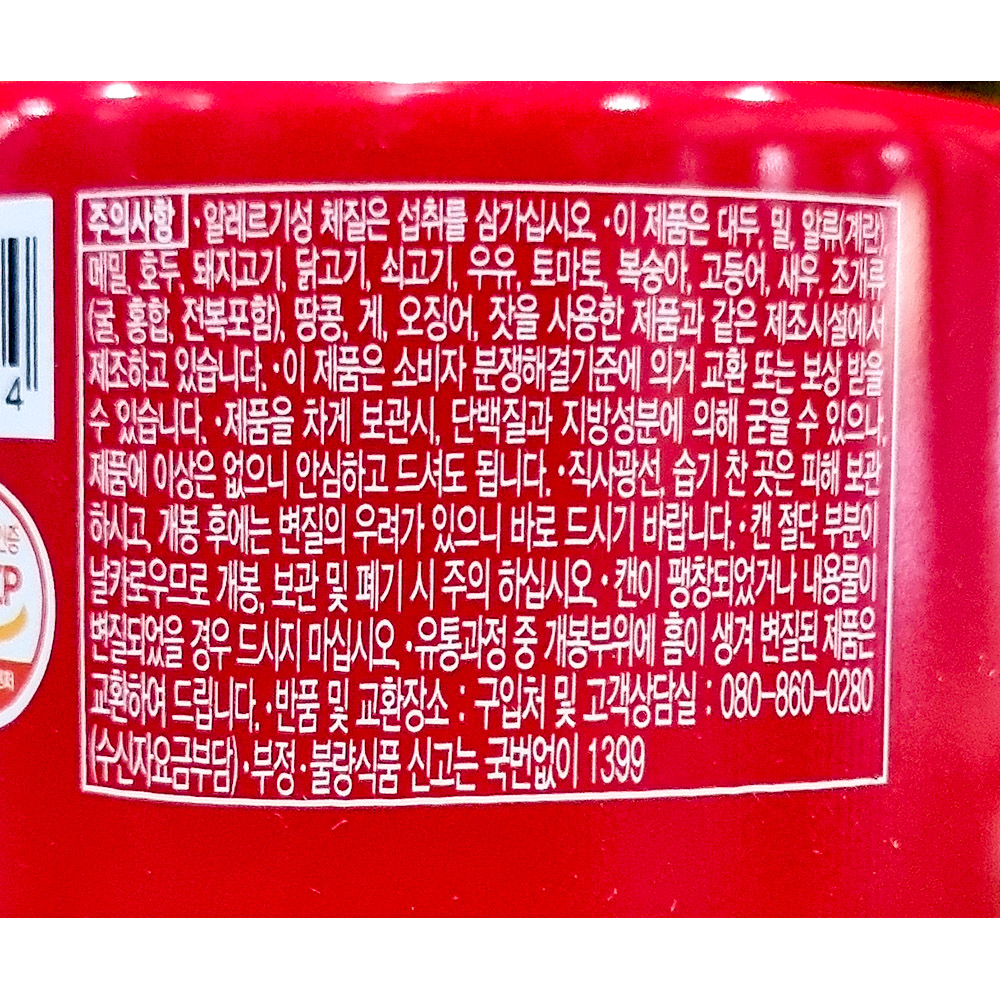 주의사항 ·알레르기성 체질은 섭취를 삼가십시오. ·이 제품은 대두, 밀, 알류(계란),
메밀, 호두, 돼지고기, 닭고기, 쇠고기, 우유, 토마토, 복숭아, 고등어, 새우, 조개류
(굴, 홍합, 전복포함), 땅콩, 게, 오징어, 잣을 사용한 제품과 같은 제조시설에서
제조하고 있습니다. ·이 제품은 소비자 분쟁해결기준에 의거 교환 또는 보상 받을
수 있습니다. ·제품을 차게 보관시, 단백질과 지방성분에 의해 굳을 수 있으나,
제품에 이상은 없으니 안심하고 드셔도 됩니다. ·직사광선, 습기 찬 곳은 피해 보관
하시고, 개봉 후에는 변질의 우려가 있으니 바로 드시기 바랍니다. ·캔 절단 부분이
날카로우므로 개봉, 보관 및 폐기 시 주의 하십시오. ·캔이 팽창되었거나 내용물이
변질되었을 경우 드시지 마십시오. ·유통과정 중 개봉부위에 흠이 생겨 변질된 제품은
교환하여 드립니다. ·반품 및 교환장소 : 구입처 및 고객상담실 : 080-860-0280
(수신자요금부담) ·부정·불량식품 신고는 국번없이 1399
4